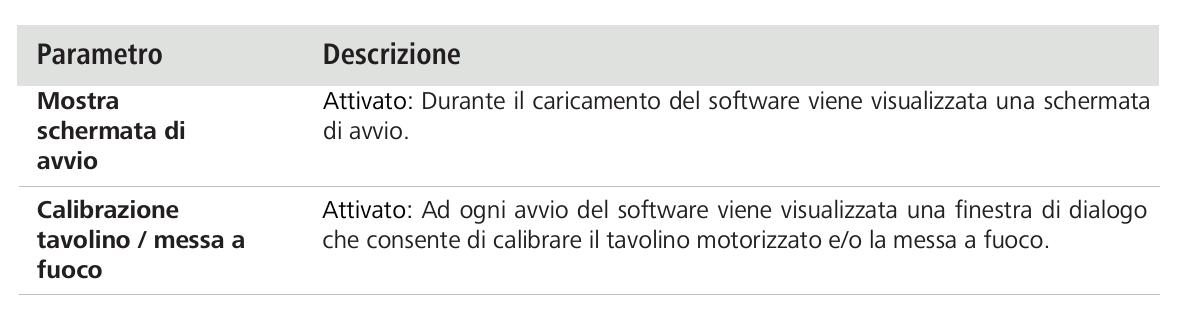 Parametro Descrizione
Mostra Attivato: Durante il caricamento del software viene visualizzata una schermata
schermata di di avvio.
avvio
Calibrazione Attivato: Ad ogni avvio del software viene visualizzata una finestra di dialogo
tavolino / messa a che consente di calibrare il tavolino motorizzato e/o la messa a fuoco.
fuoco